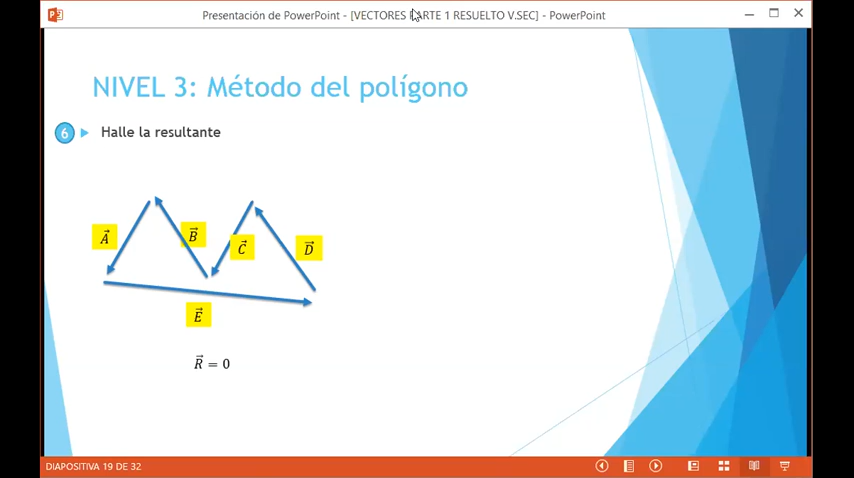 Presentación de PowerPoint - [VECTORES PARTE 1 RESUELTO V.SEC] - PowerPoint
NIVEL 3: Método del polígono
6 Halle la resultante
A⃗
B⃗
C⃗
D⃗
E⃗
R⃗ = 0
DIAPOSITIVA 19 DE 32